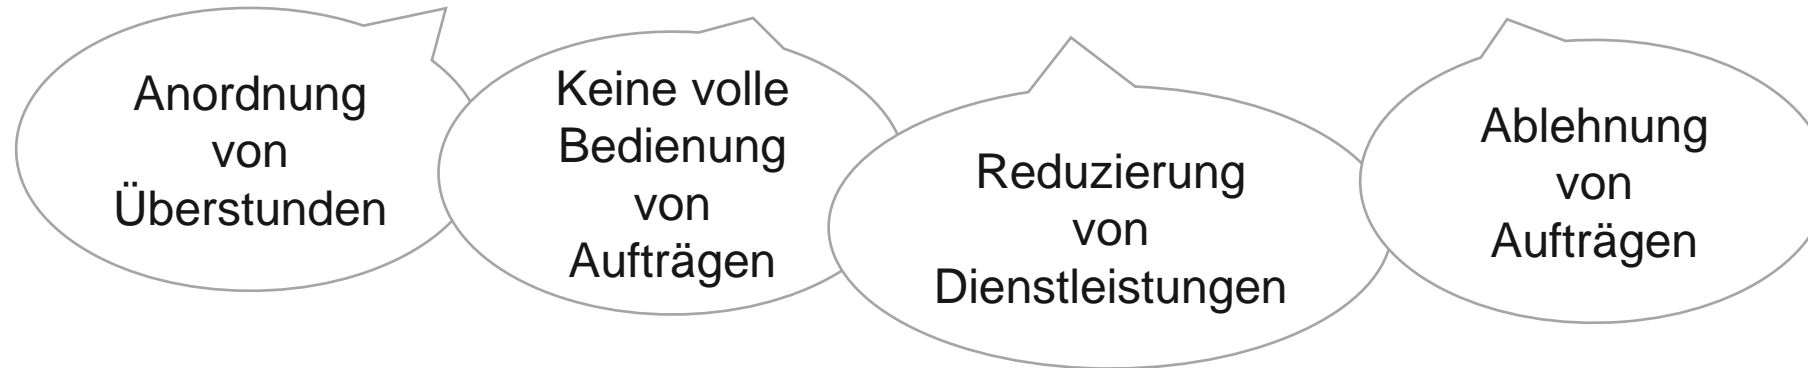 Anordnung
von
Überstunden
Keine volle
Bedienung
von
Aufträgen
Reduzierung
von
Dienstleistungen
Ablehnung
von
Aufträgen